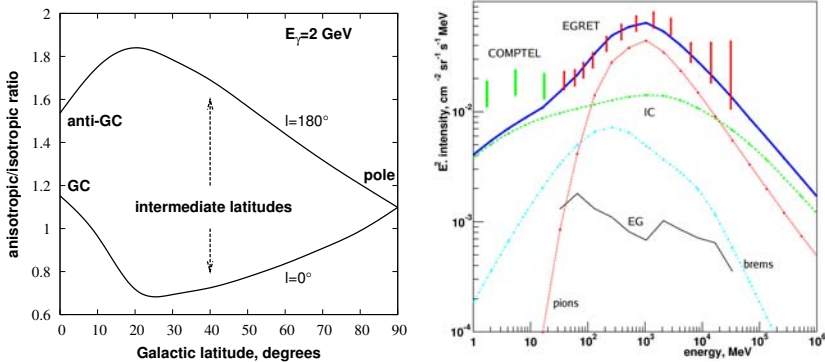 2
1.8
1.6
1.4
1.2
1
0.8
0.6
0 10 20 30 40 50 60 70 80 90
Galactic latitude, degrees
anisotropic/isotropic ratio
Eγ=2 GeV
anti-GC
l=180°
GC
pole
intermediate latitudes
l=0°
E² intensity, cm⁻² sr⁻¹ s⁻¹ MeV
10⁻²
10⁻³
10⁻⁴
1 10 10² 10³ 10⁴ 10⁵ 10⁶
energy, MeV
EGRET
COMPTEL
IC
EG
brems
pions